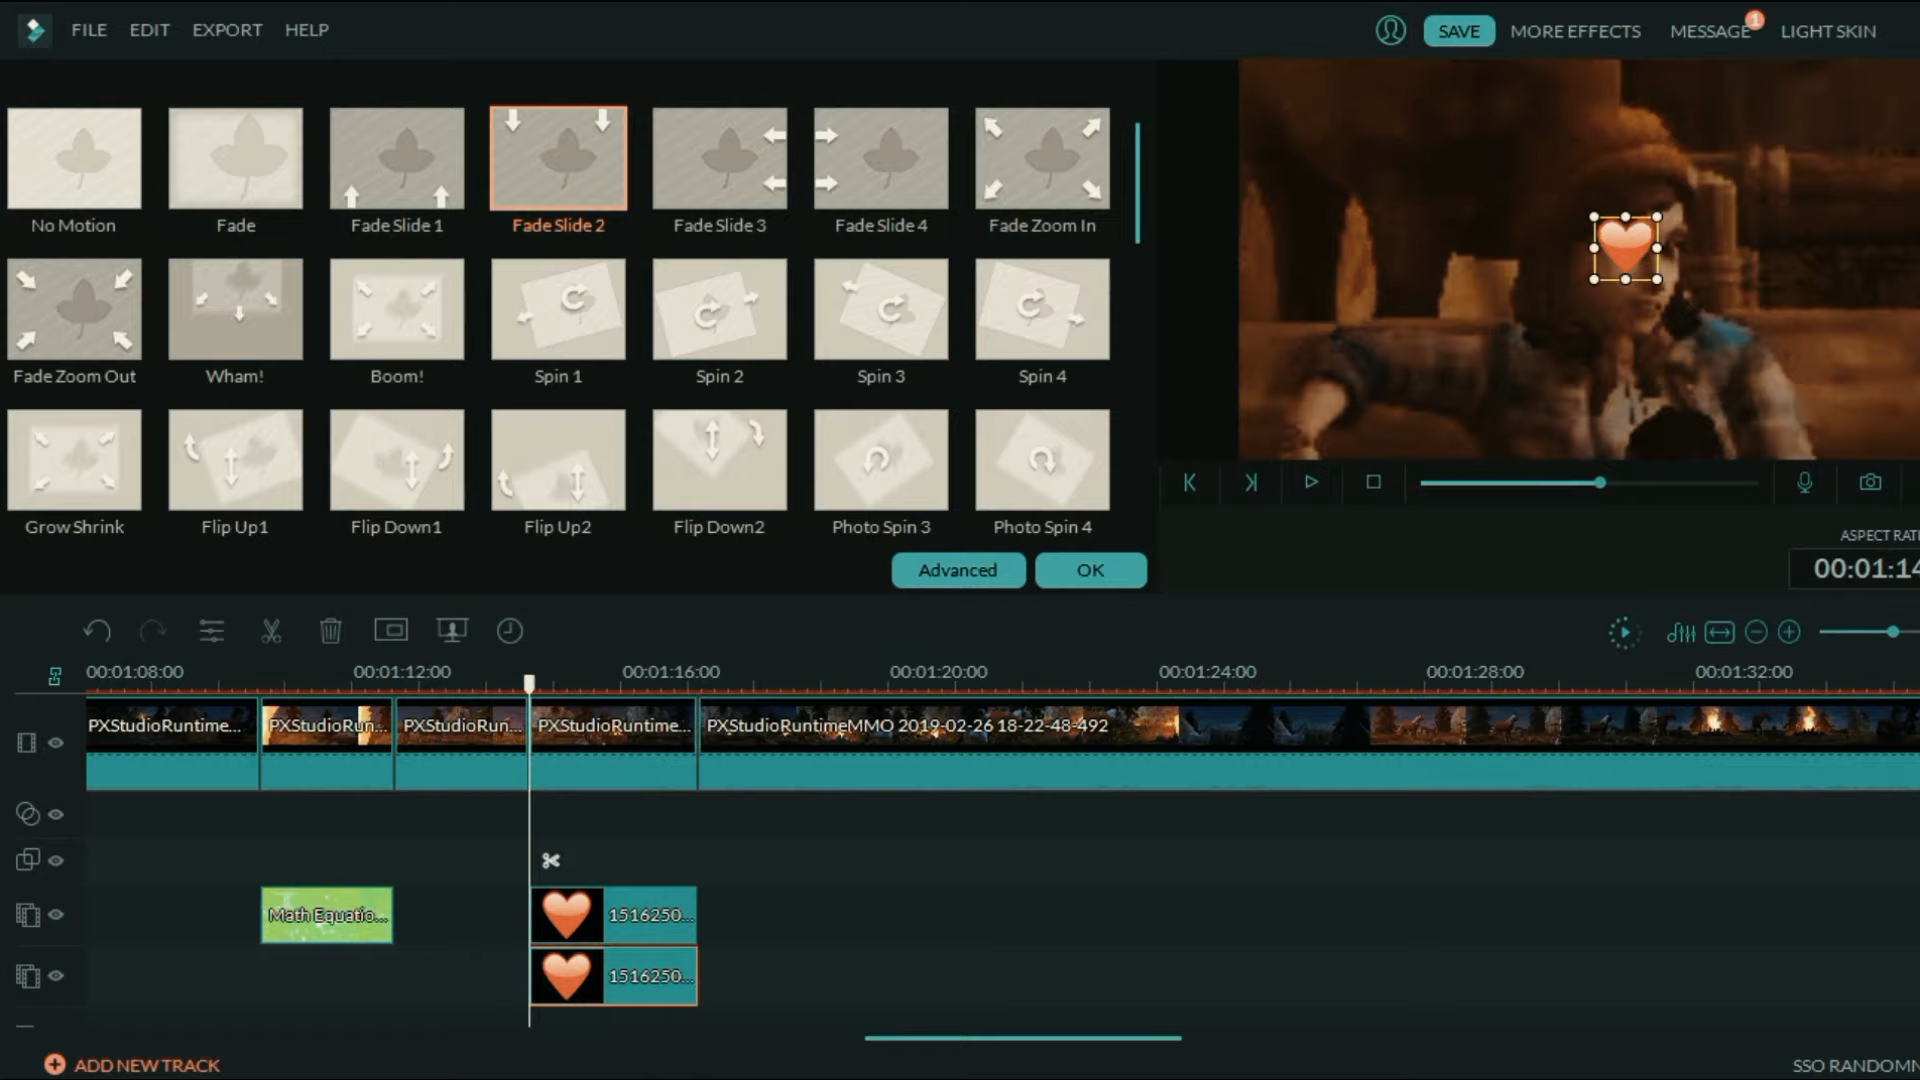 FILE EDIT EXPORT HELP
SAVE MORE EFFECTS MESSAGE 1 LIGHT SKIN
No Motion Fade Fade Slide 1 Fade Slide 2 Fade Slide 3 Fade Slide 4 Fade Zoom In
Fade Zoom Out Wham! Boom! Spin 1 Spin 2 Spin 3 Spin 4
Grow Shrink Flip Up1 Flip Down1 Flip Up2 Flip Down2 Photo Spin 3 Photo Spin 4
ASPECT RATI
Advanced OK
00:01:14
00:01:08:00 00:01:12:00 00:01:16:00 00:01:20:00 00:01:24:00 00:01:28:00 00:01:32:00
PXStudioRuntime... PXStudioRun... PXStudioRun... PXStudioRuntime... PXStudioRuntimeMMO 2019-02-26 18-22-48-492
Math Equatio... 1516250...
1516250...
ADD NEW TRACK
SSO RANDOMN